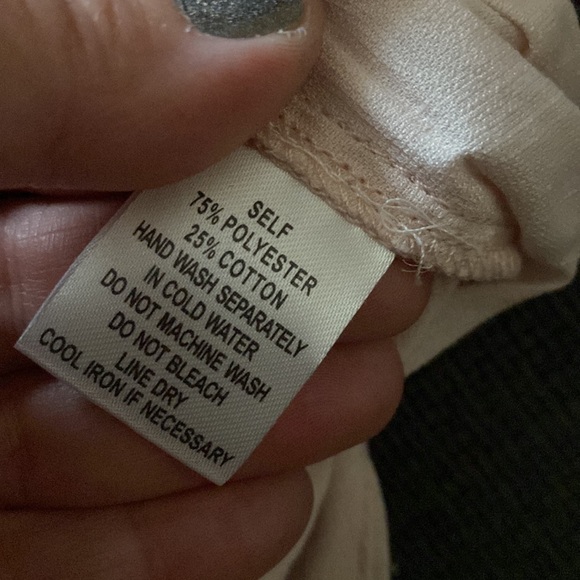 SELF
75% POLYESTER
25% COTTON
HAND WASH SEPARATELY
IN COLD WATER
DO NOT MACHINE WASH
DO NOT BLEACH
LINE DRY
COOL IRON IF NECESSARY